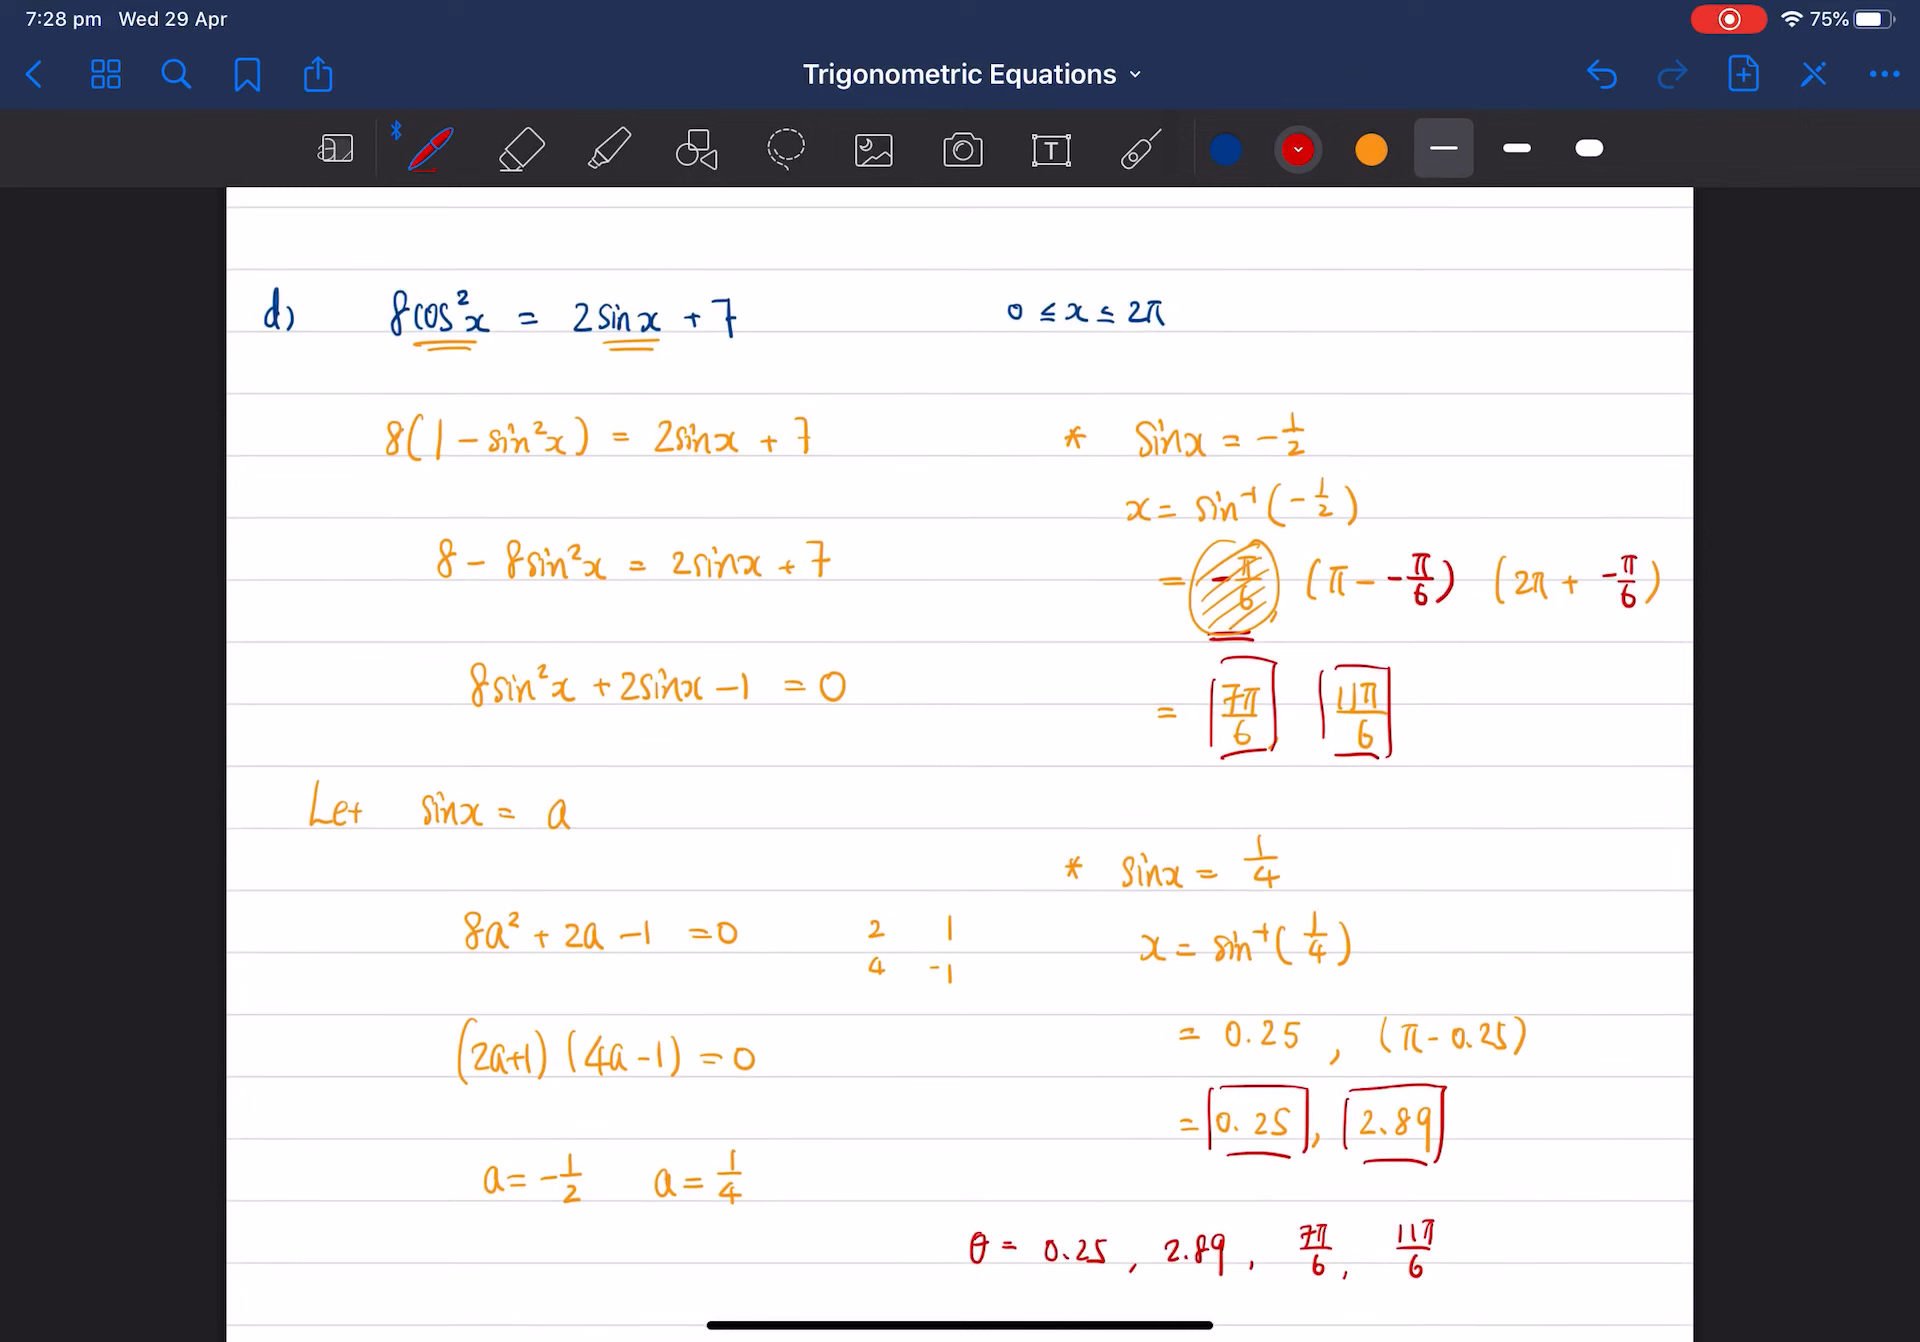 7:28 pm Wed 29 Apr
75%
Trigonometric Equations
d) 8cos²x = 2sinx + 7
0 ≤ x ≤ 2π
8(1 - sin²x) = 2sinx + 7
8 - 8sin²x = 2sinx + 7
8sin²x + 2sinx - 1 = 0
Let sinx = a
8a² + 2a - 1 = 0
2 1
4 -1
(2a+1) (4a-1) = 0
a = -1/2 a = 1/4
* Sinx = -1/2
x = sin⁻¹(-1/2)
= -π/6, (π - -π/6) (2π + -π/6)
= 7π/6 11π/6
* Sinx = 1/4
x = sin⁻¹(1/4)
= 0.25, (π - 0.25)
= 0.25, 2.89
θ = 0.25, 2.89, 7π/6, 11π/6